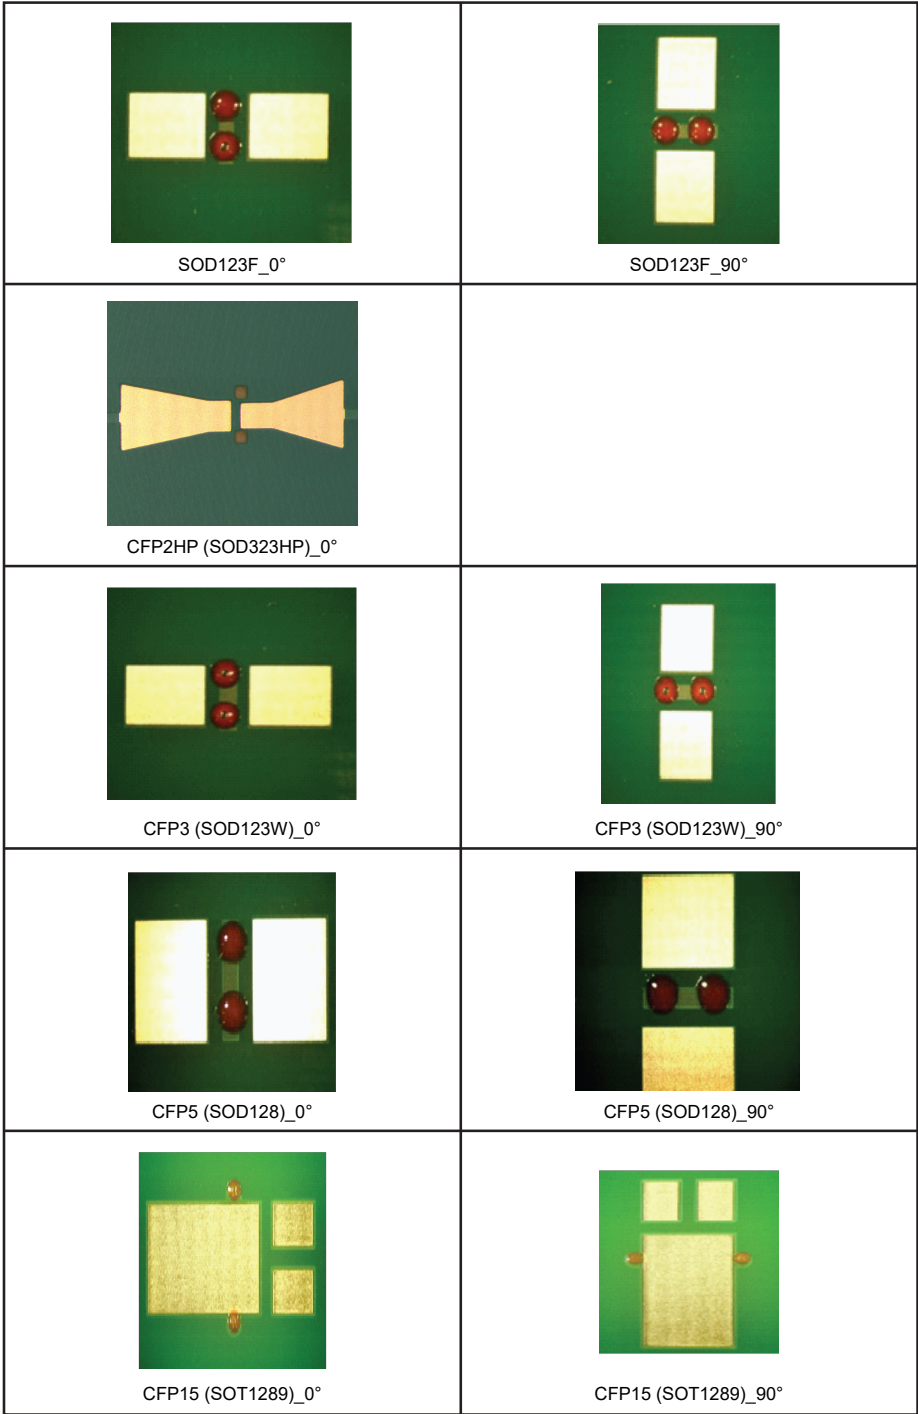 SOD123F_0°
SOD123F_90°
CFP2HP (SOD323HP)_0°
CFP3 (SOD123W)_0°
CFP3 (SOD123W)_90°
CFP5 (SOD128)_0°
CFP5 (SOD128)_90°
CFP15 (SOT1289)_0°
CFP15 (SOT1289)_90°